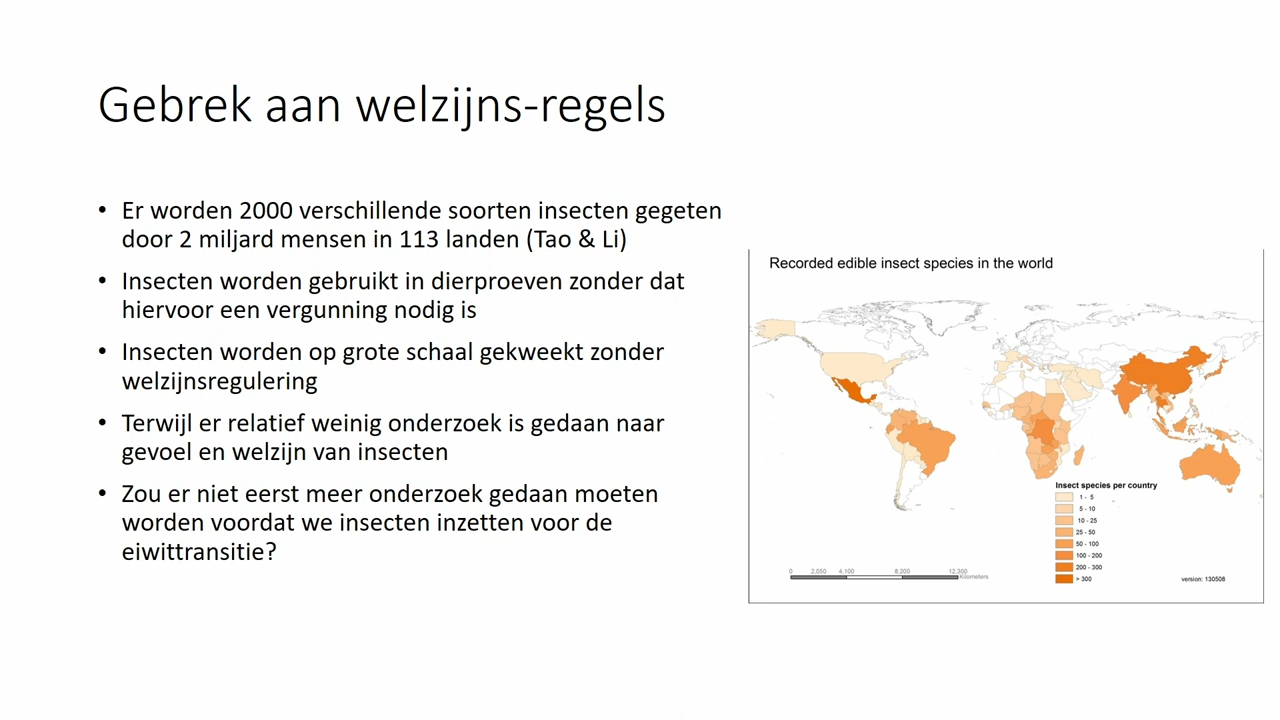 Gebrek aan welzijns-regels
• Er worden 2000 verschillende soorten insecten gegeten
door 2 miljard mensen in 113 landen (Tao & Li)
• Insecten worden gebruikt in dierproeven zonder dat
hiervoor een vergunning nodig is
• Insecten worden op grote schaal gekweekt zonder
welzijnsregulering
• Terwijl er relatief weinig onderzoek is gedaan naar
gevoel en welzijn van insecten
• Zou er niet eerst meer onderzoek gedaan moeten
worden voordat we insecten inzetten voor de
eiwittransitie?
Recorded edible insect species in the world
Insect species per country
1 - 5
5 - 10
10 - 25
25 - 50
50 - 100
100 - 200
200 - 300
> 300
0 2,050 4,100 8,200 12,300
Kilometers
version: 130508